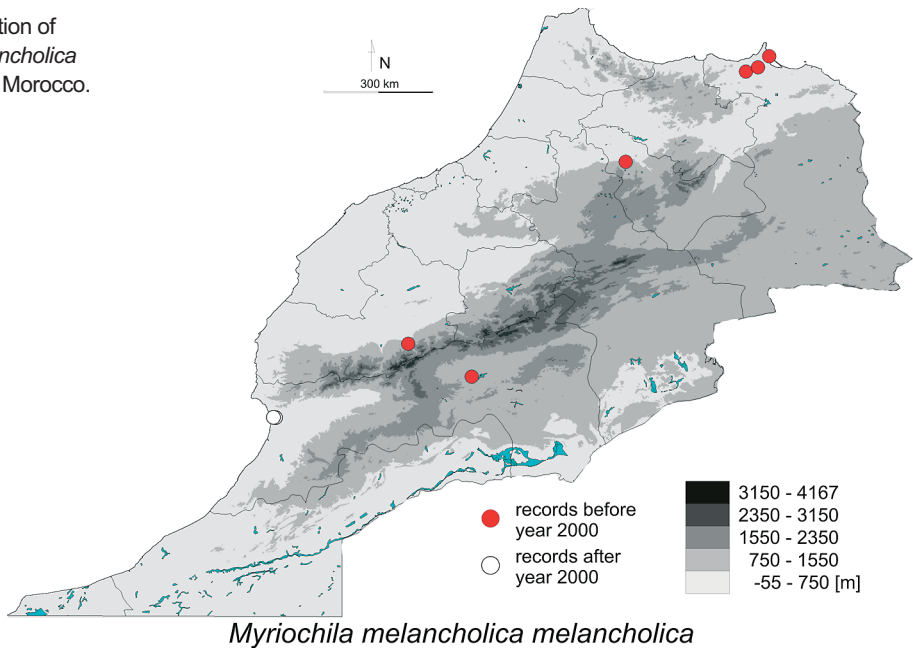 tion of
ncholica
Morocco.
N
300 km
records before
year 2000
records after
year 2000
3150 - 4167
2350 - 3150
1550 - 2350
750 - 1550
-55 - 750 [m]
Myriochila melancholica melancholica